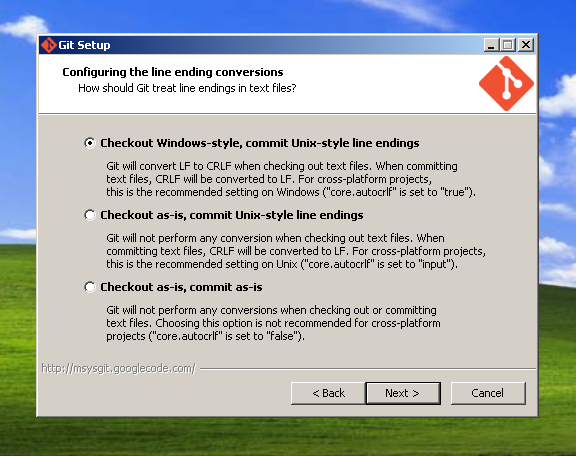 Git Setup
Configuring the line ending conversions
How should Git treat line endings in text files?
Checkout Windows-style, commit Unix-style line endings
Git will convert LF to CRLF when checking out text files. When committing
text files, CRLF will be converted to LF. For cross-platform projects,
this is the recommended setting on Windows ("core.autocrlf" is set to "true").
Checkout as-is, commit Unix-style line endings
Git will not perform any conversion when checking out text files. When
committing text files, CRLF will be converted to LF. For cross-platform projects,
this is the recommended setting on Unix ("core.autocrlf" is set to "input").
Checkout as-is, commit as-is
Git will not perform any conversions when checking out or committing
text files. Choosing this option is not recommended for cross-platform
projects ("core.autocrlf" is set to "false").
http://msysgit.googlecode.com/
< Back Next > Cancel